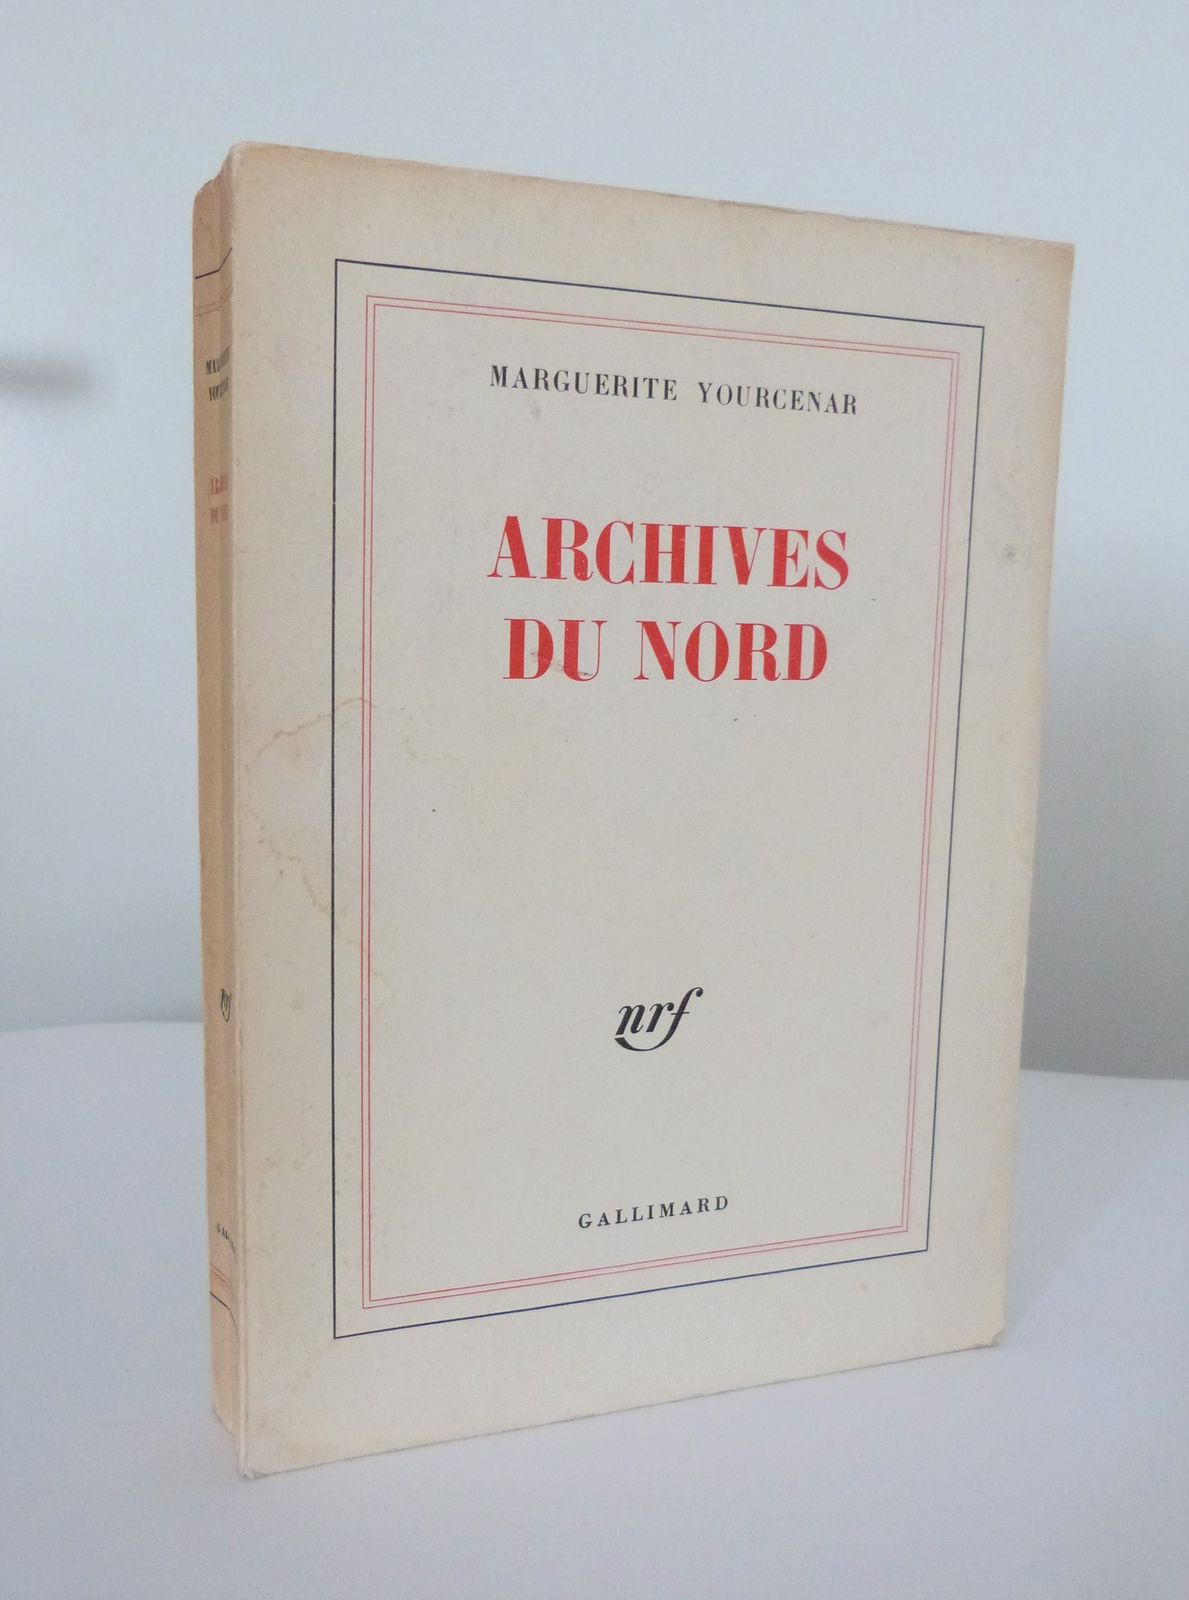 MARGUERITE YOURCENAR
ARCHIVES
DU NORD
nrf
GALLIMARD